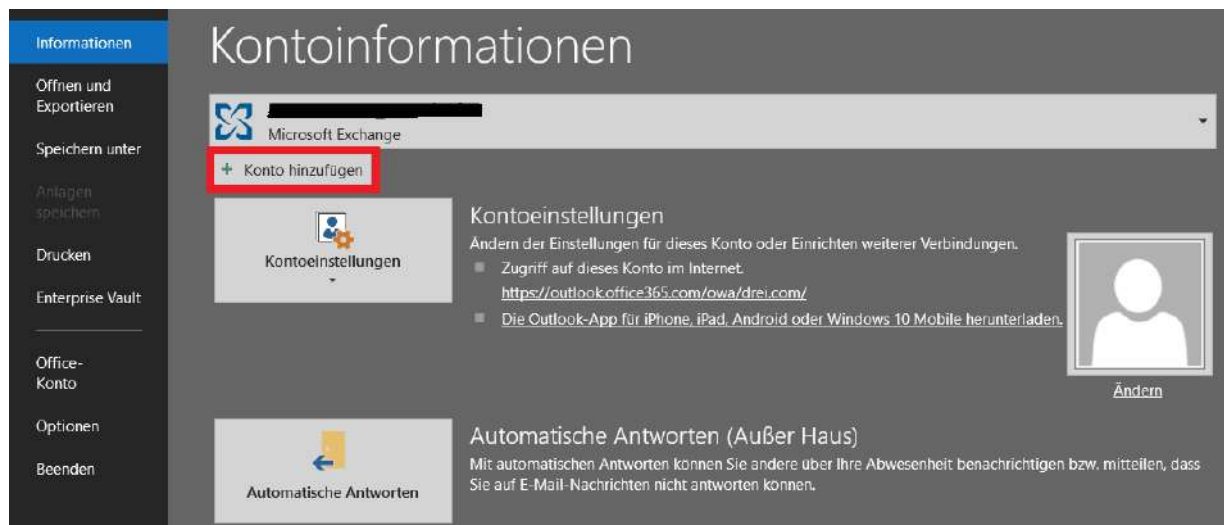 Informationen
Öffnen und
Exportieren
Speichern unter
Anlagen
speichern
Drucken
Enterprise Vault
Office-
Konto
Optionen
Beenden
Kontoinformationen
Microsoft Exchange
+ Konto hinzufügen
Kontoeinstellungen
Kontoeinstellungen
Ändern der Einstellungen für dieses Konto oder Einrichten weiterer Verbindungen.
Zugriff auf dieses Konto im Internet.
https://outlook.office365.com/owa/drei.com/
Die Outlook-App für iPhone, iPad, Android oder Windows 10 Mobile herunterladen.
Ändern
Automatische Antworten
Automatische Antworten (Außer Haus)
Mit automatischen Antworten können Sie andere über Ihre Abwesenheit benachrichtigen bzw. mitteilen, dass
Sie auf E-Mail-Nachrichten nicht antworten können.